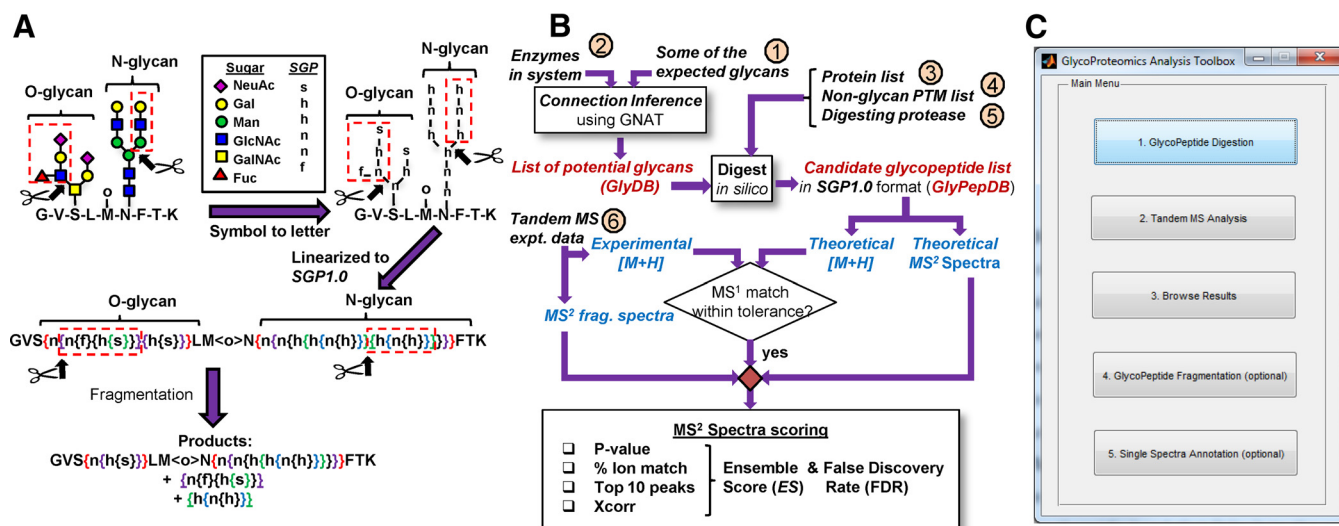 A
N-glycan
O-glycan
Sugar SGP
NeuAc s
Gal h
Man h
GlcNAc n
GalNAc n
Fuc f
o
G-V-S-L-M-N-F-T-K
Symbol to letter
N-glycan
O-glycan
h h
n n
h h
h
n
n
s
h s
f n h
n
o
G-V-S-L-M-N-F-T-K
Linearized to
SGP1.0
O-glycan
N-glycan
GVS{n{n{f}{h{s}}}{h{s}}}LM<o>N{n{n{h{h{n{h}}}{h{n{h}}}}}}FTK
Fragmentation
Products:
GVS{n{h{s}}}LM<o>N{n{n{h{h{n{h}}}}}}FTK
+ {n{f}{h{s}}}
+ {h{n{h}}}
B
Enzymes
in system
2
Some of the
expected glycans
1
Connection Inference
using GNAT
Protein list 3
Non-glycan PTM list 4
Digesting protease 5
List of potential glycans
(GlyDB)
Digest
in silico
Candidate glycopeptide list
in SGP1.0 format (GlyPepDB)
Tandem MS
expt. data
6
Experimental
[M+H]
Theoretical
[M+H]
Theoretical
MS² Spectra
MS¹ match
within tolerance?
MS² frag. spectra
yes
MS² Spectra scoring
P-value
% Ion match
Top 10 peaks
Xcorr
Ensemble & False Discovery
Score (ES) Rate (FDR)
C
GlycoProteomics Analysis Toolbox
Main Menu
1. GlycoPeptide Digestion
2. Tandem MS Analysis
3. Browse Results
4. GlycoPeptide Fragmentation (optional)
5. Single Spectra Annotation (optional)